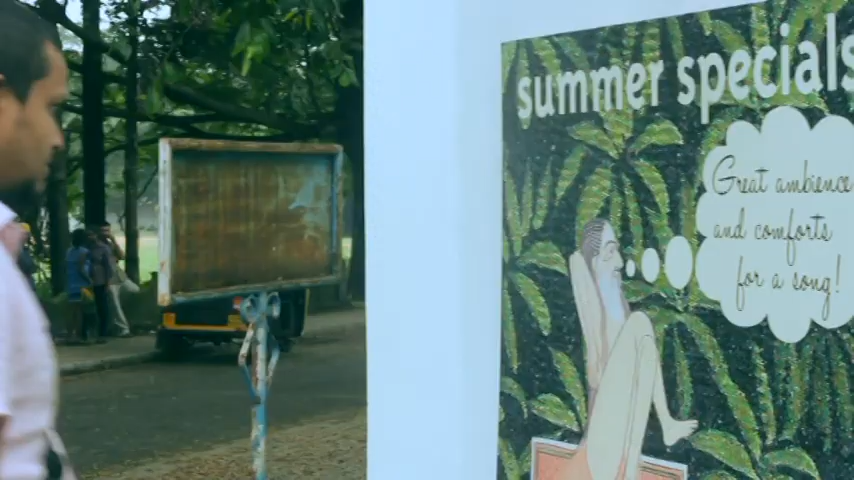 summer specials
Great ambience
and comforts
for a song!